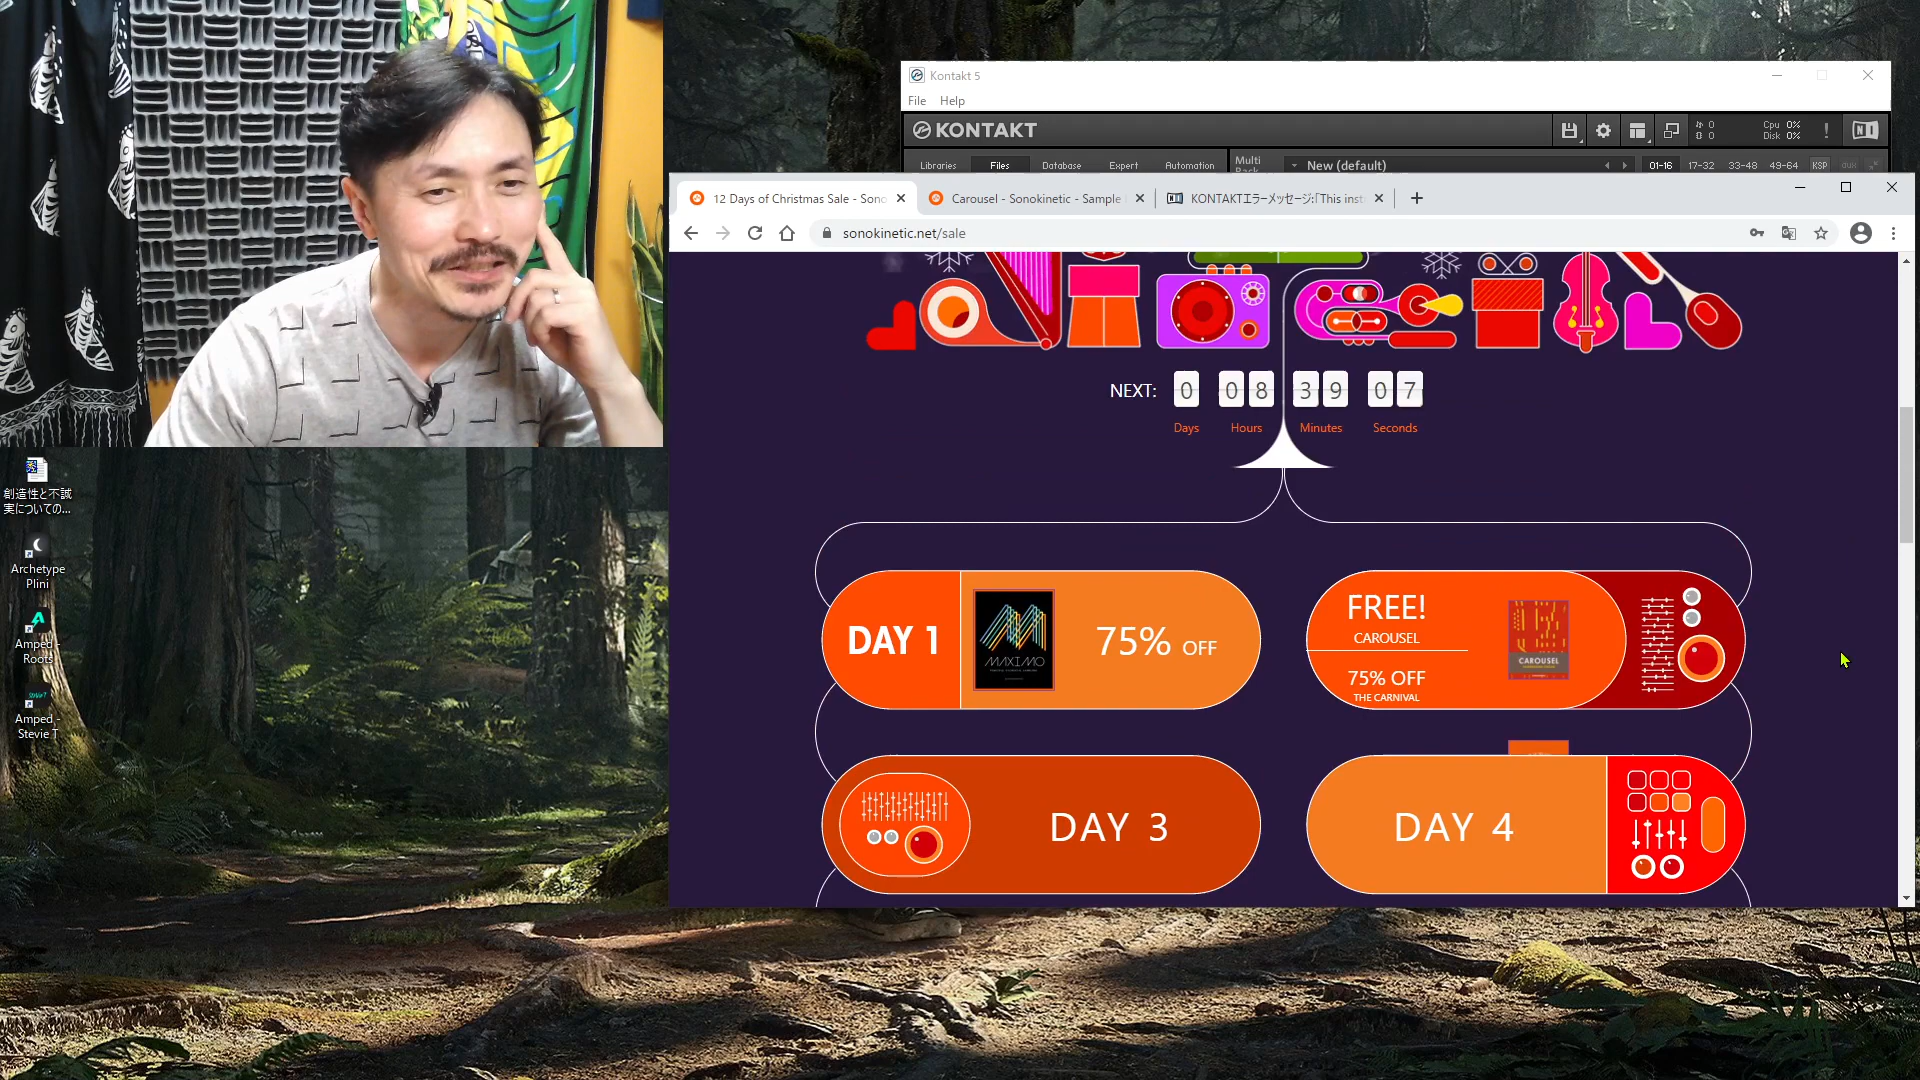 Kontakt 5
File Help
KONTAKT
0
0
Cpu 0%
Disk 0%
!
Libraries Files Database Expert Automation
Multi
New (default)
01-16 17-32 33-48 49-64 KSP AUX
12 Days of Christmas Sale - Sono
Carousel - Sonokinetic - Sample
KONTAKTエラーメッセージ:「This inst
sonokinetic.net/sale
NEXT: 0 08 39 07
Days Hours Minutes Seconds
DAY 1
MAXIMO
75% OFF
FREE!
CAROUSEL
75% OFF
THE CARNIVAL
CAROUSEL
DAY 3
DAY 4
創造性と不誠
実についての...
Archetype
Plini
Amped -
Roots
Amped -
Stevie T